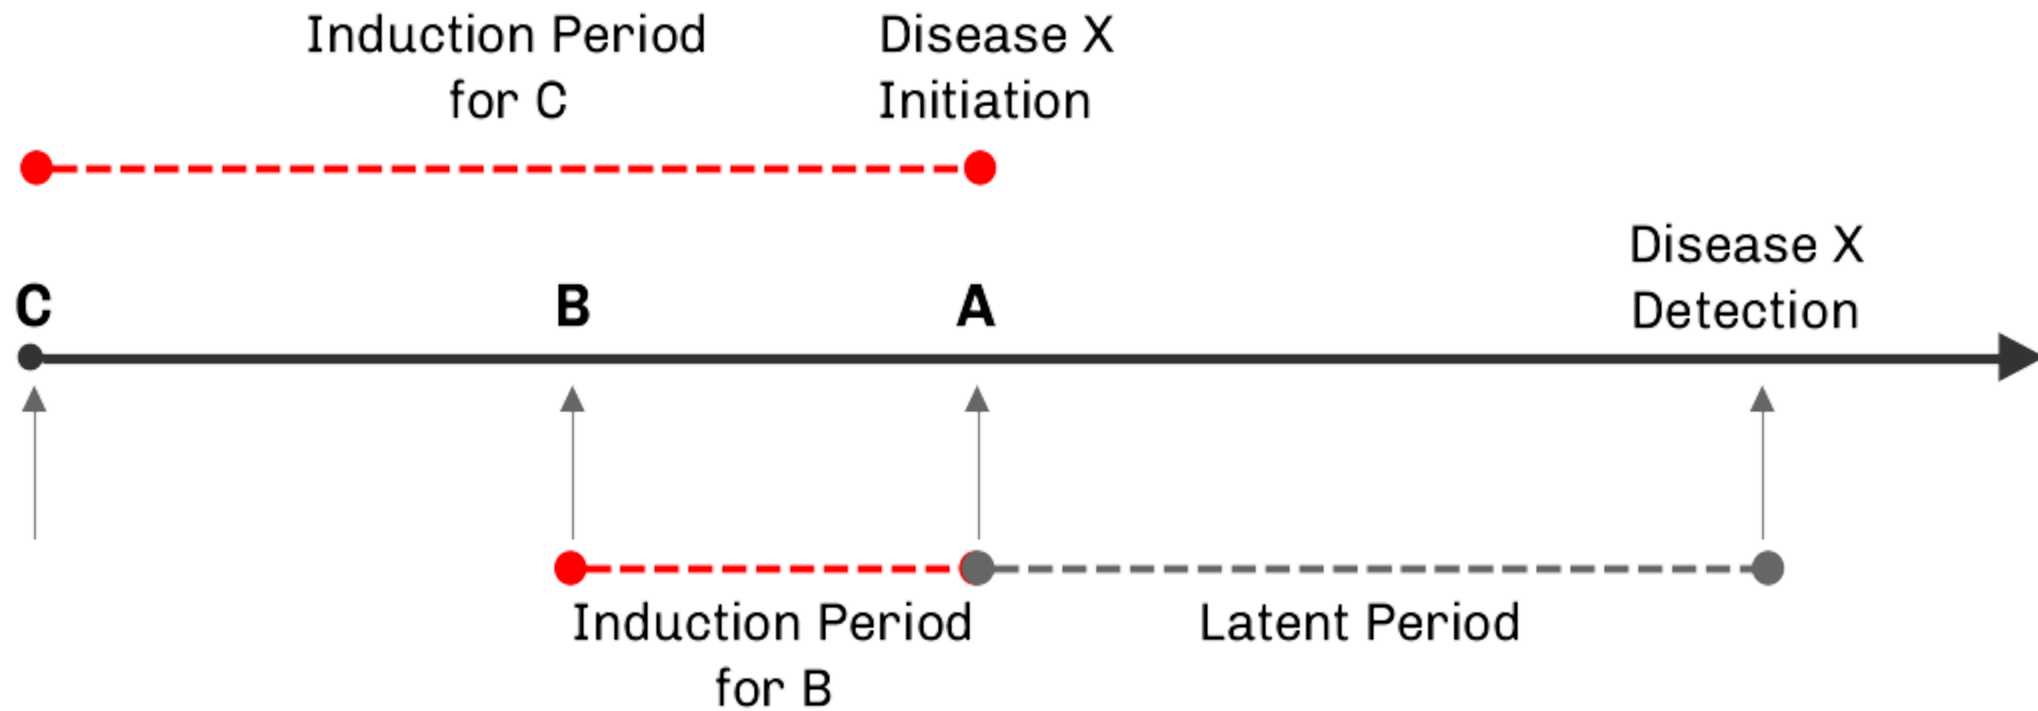 Induction Period
for C
Disease X
Initiation
Disease X
Detection
C
B
A
Induction Period
for B
Latent Period